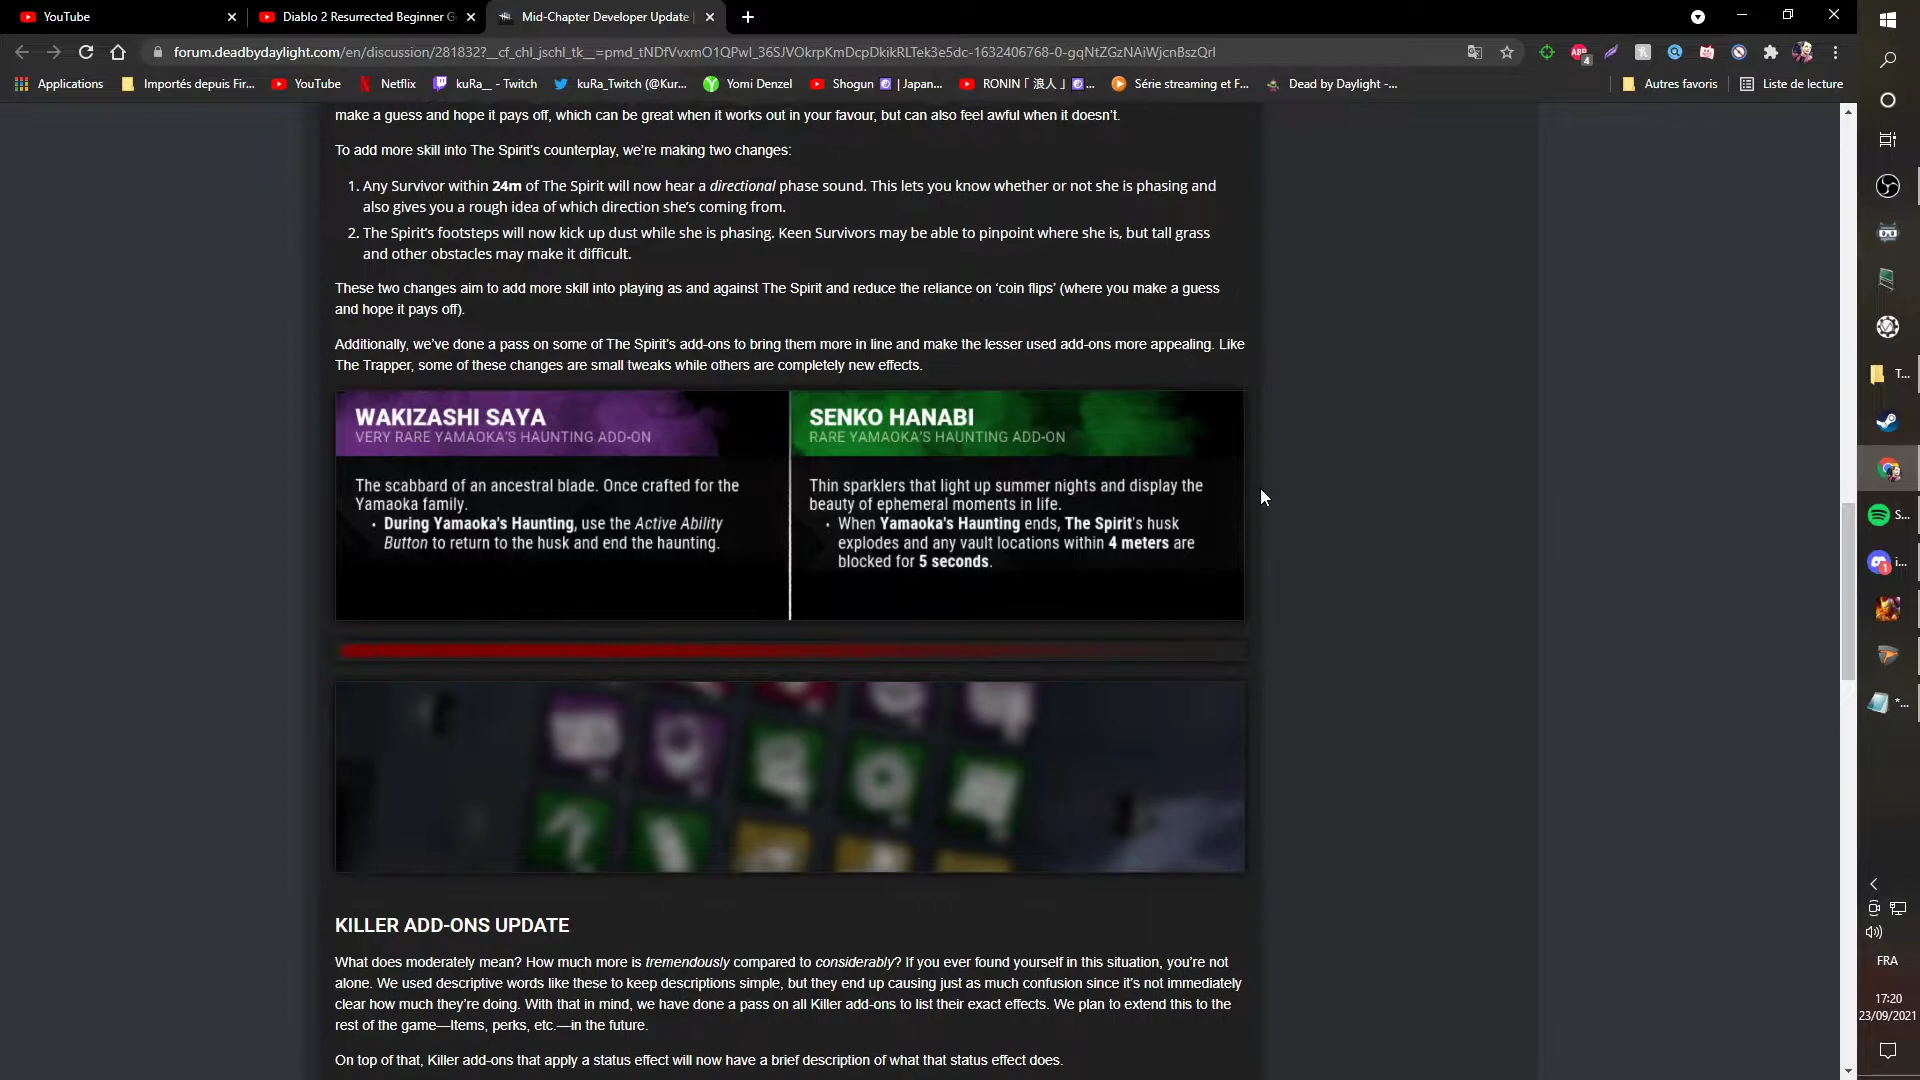 YouTube
Diablo 2 Resurrected Beginner G
Mid-Chapter Developer Update |
forum.deadbydaylight.com/en/discussion/281832?__cf_chl_jschl_tk__=pmd_tNDfVvxmO1QPwI_36SJVOkrpKmDcpDkikRLTek3e5dc-1632406768-0-gqNtZGzNAiWjcnBszQrl
4
Applications
Importés depuis Fir...
YouTube
Netflix
kuRa__ - Twitch
kuRa_Twitch (@Kur...
Yomi Denzel
Shogun | Japan...
RONIN「 浪人 」 ...
Série streaming et F...
Dead by Daylight -...
Autres favoris
Liste de lecture
make a guess and hope it pays off, which can be great when it works out in your favour, but can also feel awful when it doesn't.
To add more skill into The Spirit's counterplay, we're making two changes:
1. Any Survivor within 24m of The Spirit will now hear a directional phase sound. This lets you know whether or not she is phasing and
also gives you a rough idea of which direction she's coming from.
2. The Spirit's footsteps will now kick up dust while she is phasing. Keen Survivors may be able to pinpoint where she is, but tall grass
and other obstacles may make it difficult.
These two changes aim to add more skill into playing as and against The Spirit and reduce the reliance on 'coin flips' (where you make a guess
and hope it pays off).
Additionally, we've done a pass on some of The Spirit's add-ons to bring them more in line and make the lesser used add-ons more appealing. Like
The Trapper, some of these changes are small tweaks while others are completely new effects.
WAKIZASHI SAYA
VERY RARE YAMAOKA'S HAUNTING ADD-ON
The scabbard of an ancestral blade. Once crafted for the
Yamaoka family.
· During Yamaoka's Haunting, use the Active Ability
Button to return to the husk and end the haunting.
SENKO HANABI
RARE YAMAOKA'S HAUNTING ADD-ON
Thin sparklers that light up summer nights and display the
beauty of ephemeral moments in life.
· When Yamaoka's Haunting ends, The Spirit's husk
explodes and any vault locations within 4 meters are
blocked for 5 seconds.
KILLER ADD-ONS UPDATE
What does moderately mean? How much more is tremendously compared to considerably? If you ever found yourself in this situation, you're not
alone. We used descriptive words like these to keep descriptions simple, but they end up causing just as much confusion since it's not immediately
clear how much they're doing. With that in mind, we have done a pass on all Killer add-ons to list their exact effects. We plan to extend this to the
rest of the game—Items, perks, etc.—in the future.
On top of that, Killer add-ons that apply a status effect will now have a brief description of what that status effect does.
T...
S...
1
i...
*...
FRA
17:20
23/09/2021